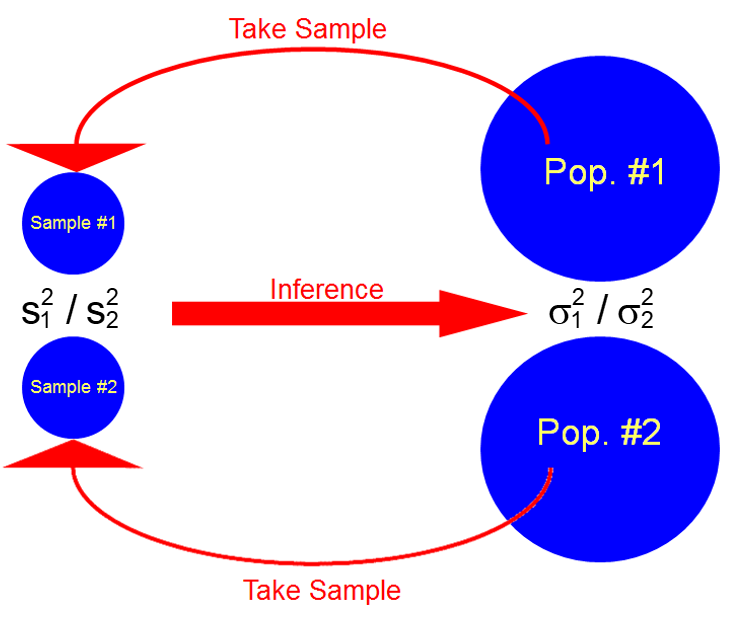 Take Sample
Pop. #1
Sample #1
Inference
s₁² / s₂²
σ₁² / σ₂²
Sample #2
Pop. #2
Take Sample